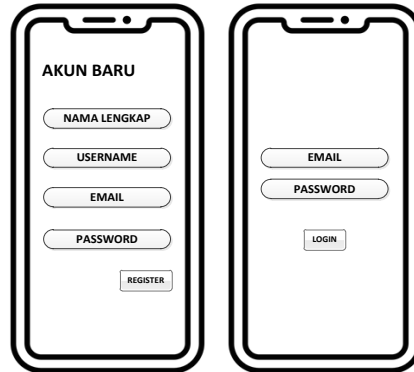 AKUN BARU
NAMA LENGKAP
USERNAME
EMAIL
PASSWORD
REGISTER
EMAIL
PASSWORD
LOGIN